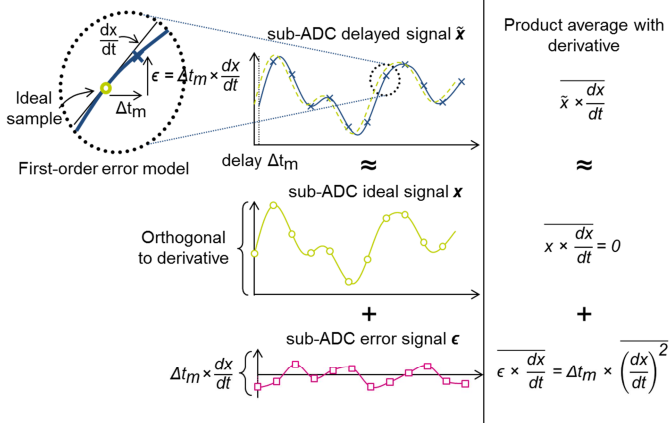 dx
dt
ϵ = Δtₘ × dx/dt
Ideal
sample
Δtₘ
First-order error model
sub-ADC delayed signal x̃
delay Δtₘ
≈
sub-ADC ideal signal x
Orthogonal
to derivative
+
sub-ADC error signal ϵ
Δtₘ × dx/dt
Product average with
derivative
x̃ × dx/dt
≈
x × dx/dt = 0
+
ϵ × dx/dt = Δtₘ × (dx/dt)²